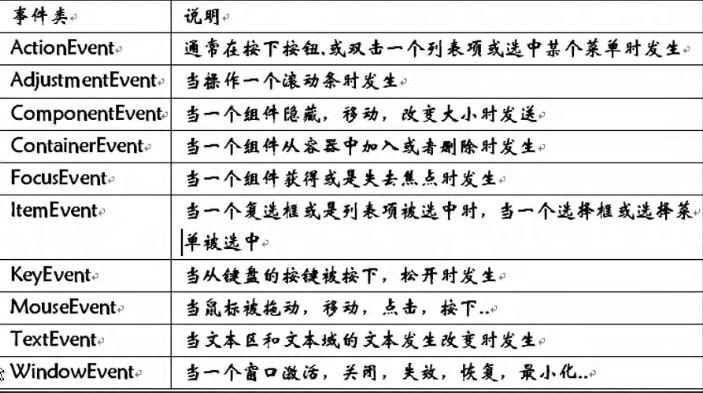 事件类 说明
ActionEvent 通常在按下按钮,或双击一个列表项或选中某个菜单时发生
AdjustmentEvent 当操作一个滚动条时发生
ComponentEvent 当一个组件隐藏，移动，改变大小时发送
ContainerEvent 当一个组件从容器中加入或者删除时发生
FocusEvent 当一个组件获得或是失去焦点时发生
ItemEvent 当一个复选框或是列表项被选中时，当一个选择框或选择菜
单被选中
KeyEvent 当从键盘的按键被按下，松开时发生
MouseEvent 当鼠标被拖动，移动，点击，按下..
TextEvent 当文本区和文本域的文本发生改变时发生
WindowEvent 当一个窗口激活，关闭，失效，恢复，最小化..